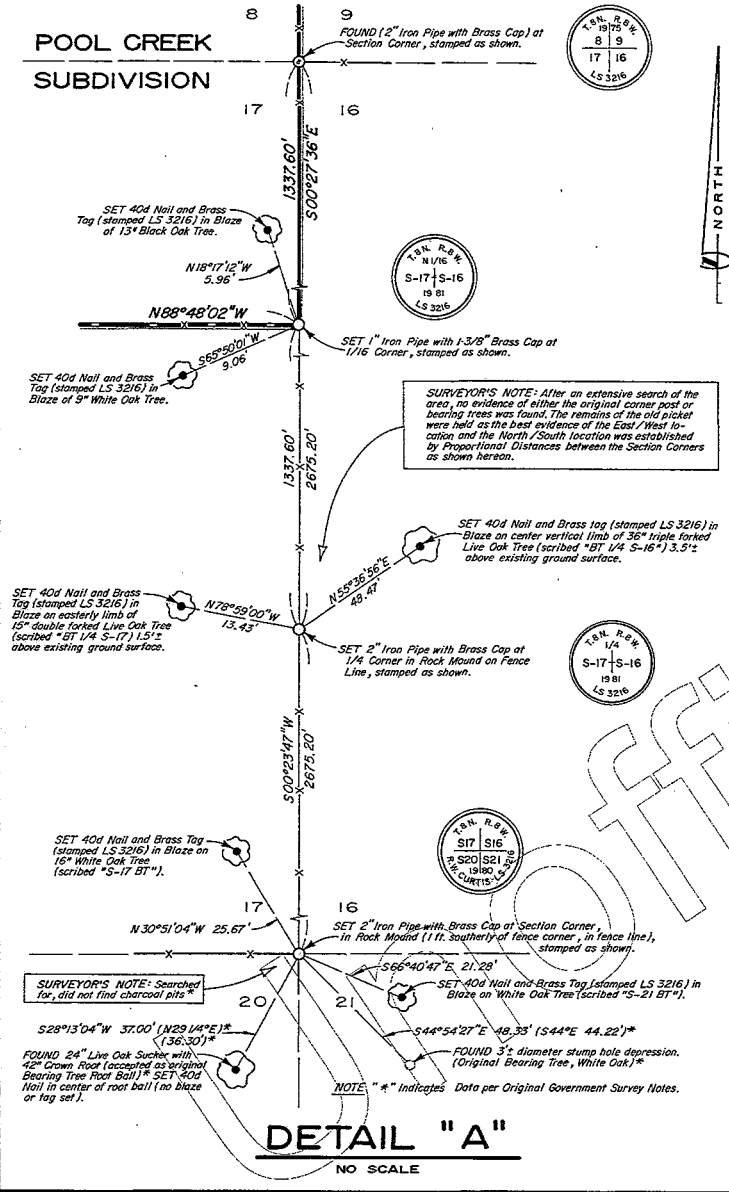 8 9
POOL CREEK
SUBDIVISION
FOUND (2" Iron Pipe with Brass Cap) at
Section Corner, stamped as shown.
T.8N. R.8W.
1975
8 9
17 16
LS 3216
17 16
1337.60'
S00°27'36"E
NORTH
SET 40d Nail and Brass
Tag (stamped LS 3216) in Blaze
of 13" Black Oak Tree.
N18°17'12"W
5.96'
T.8N. R.8W.
N 1/16
S-17 S-16
1981
LS 3216
N88°48'02"W
SET 1" Iron Pipe with 1-3/8" Brass Cap at
1/16 Corner, stamped as shown.
S65°50'01"W
9.06'
SET 40d Nail and Brass
Tag (stamped LS 3216) in
Blaze of 9" White Oak Tree.
SURVEYOR'S NOTE: After an extensive search of the
area, no evidence of either the original corner post or
bearing trees was found. The remains of the old picket
were held as the best evidence of the East/West lo-
cation and the North/South location was established
by Proportional Distances between the Section Corners
as shown hereon.
1337.60'
2675.20'
SET 40d Nail and Brass tag (stamped LS 3216) in
Blaze on center vertical limb of 36" triple forked
Live Oak Tree (scribed "BT 1/4 S-16") 3.5'±
above existing ground surface.
N55°36'56"E
48.47'
SET 40d Nail and Brass
Tag (stamped LS 3216) in
Blaze on easterly limb of
15" double forked Live Oak Tree
(scribed "BT 1/4 S-17) 1.5'±
above existing ground surface.
N78°59'00"W
13.43'
SET 2" Iron Pipe with Brass Cap at
1/4 Corner in Rock Mound on Fence
Line, stamped as shown.
T.8N. R.8W.
1/4
S-17 S-16
1981
LS 3216
S00°23'47"W
2675.20'
SET 40d Nail and Brass Tag
(stamped LS 3216) in Blaze on
16" White Oak Tree
(scribed "S-17 BT").
T.8N. R.8W.
S17 S16
S20 S21
1980
R.W. CURTIS-LS-3216
17 16
N30°51'04"W 25.67'
SET 2" Iron Pipe with Brass Cap at Section Corner,
in Rock Mound (1 ft. southerly of fence corner, in fence line),
stamped as shown.
S66°40'47"E 21.28'
SURVEYOR'S NOTE: Searched
for, did not find charcoal pits*
SET 40d Nail and Brass Tag (stamped LS 3216) in
Blaze on White Oak Tree (scribed "S-21 BT").
20 21
S28°13'04"W 37.00' (N29 1/4°E)*
(36.30')*
S44°54'27"E 48.33' (S44°E 44.22')*
FOUND 24" Live Oak Sucker with
42" Crown Root (accepted as original
Bearing Tree Root Ball)* SET 40d
Nail in center of root ball (no blaze
or tag set).
FOUND 3'± diameter stump hole depression.
(Original Bearing Tree, White Oak)*
NOTE "*" Indicates Data per Original Government Survey Notes.
DETAIL "A"
NO SCALE